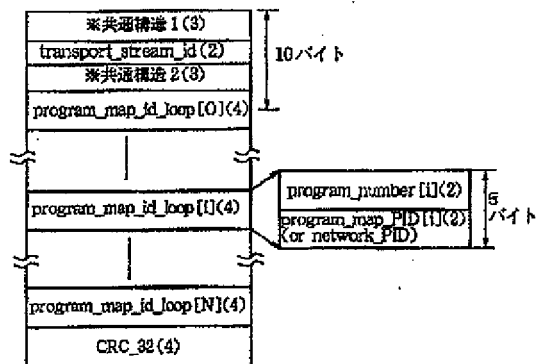 ※共通構造1(3)
transport_stream_id(2)
※共通構造2(3)
program_map_id_loop[0](4)
10バイト
program_map_id_loop[i](4)
program_number[i](2)
program_map_PID[i](2)
(or network_PID)
バイト
program_map_id_loop[N](4)
CRC_32(4)